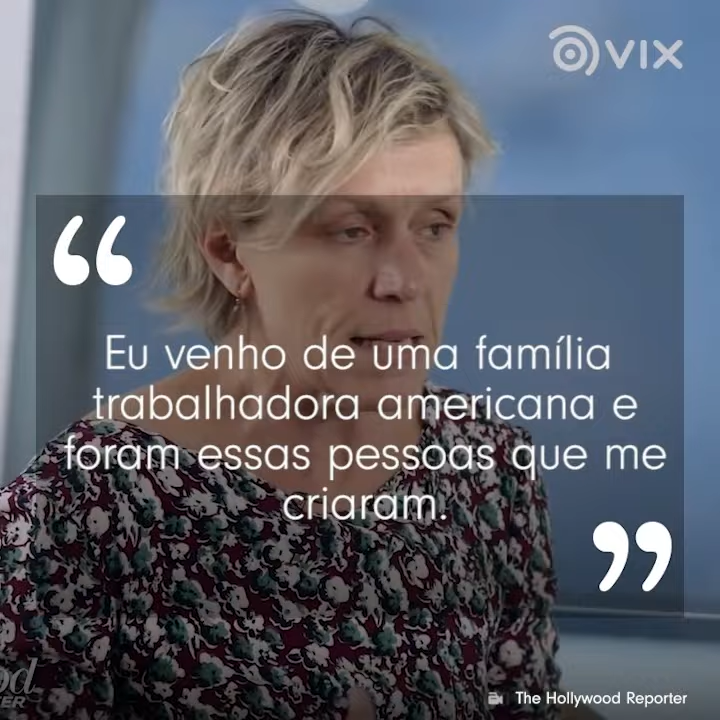 VIX
“
Eu venho de uma família
trabalhadora americana e
foram essas pessoas que me
criaram.
”
The Hollywood Reporter